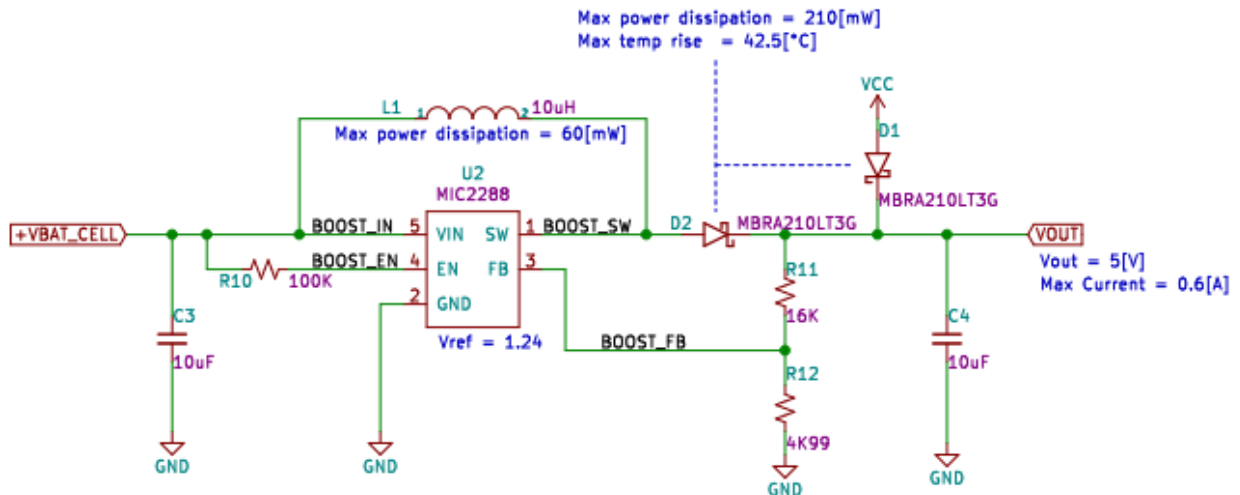 Max power dissipation = 210[mW]
Max temp rise = 42.5[°C]
VCC
D1
MBRA210LT3G
L1
1
2
10uH
Max power dissipation = 60[mW]
U2
MIC2288
+VBAT_CELL
BOOST_IN
5
VIN
SW
1
BOOST_SW
D2
MBRA210LT3G
VOUT
BOOST_EN
4
EN
FB
3
R10
100K
2
GND
Vref = 1.24
BOOST_FB
R11
16K
R12
4K99
Vout = 5[V]
Max Current = 0.6[A]
C3
10uF
C4
10uF
GND
GND
GND
GND